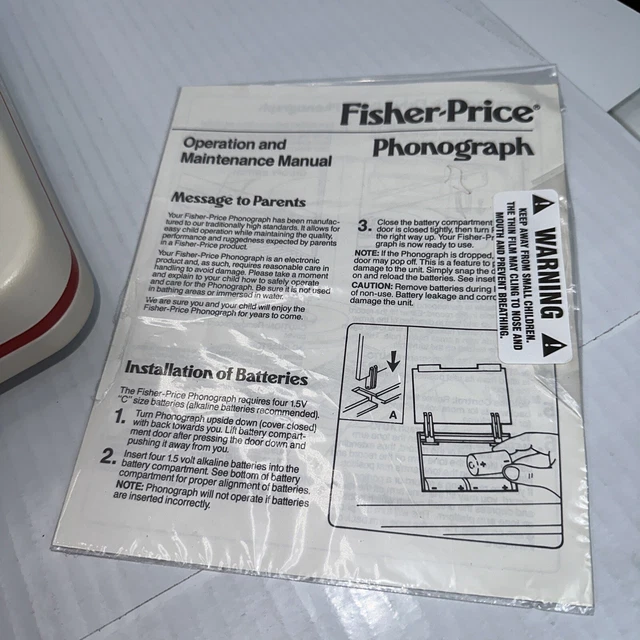 Fisher-Price®
Operation and
Maintenance Manual
Phonograph
Message to Parents
Your Fisher-Price Phonograph has been manufac-
tured to our traditionally high standards. It allows for
easy child operation while maintaining the quality,
performance and ruggedness expected by parents
in a Fisher-Price product.
Your Fisher-Price Phonograph is an electronic
product and, as such, requires reasonable care in
handling to avoid damage. Please take a moment
and explain to your child how to safely operate
and care for the Phonograph. Be sure it is not used
in bathing areas or immersed in water.
We are sure you and your child will enjoy the
Fisher-Price Phonograph for years to come.
Installation of Batteries
The Fisher-Price Phonograph requires four 1.5V
"C" size batteries (alkaline batteries recommended).
1. Turn Phonograph upside down (cover closed)
with back towards you. Lift battery compart-
ment door after pressing the door down and
pushing it away from you.
2. Insert four 1.5 volt alkaline batteries into the
battery compartment. See bottom of battery
compartment for proper alignment of batteries.
NOTE: Phonograph will not operate if batteries
are inserted incorrectly.
3. Close the battery compartment
door is closed tightly, then turn
the right way up. Your Fisher-Pr
graph is now ready to use.
NOTE: If the Phonograph is dropped,
door may pop off. This is a feature to
damage to the unit. Simply snap the
on and reload the batteries. See inst
CAUTION: Remove batteries during
of non-use. Battery leakage and corro
damage the unit.
A
WARNING
KEEP AWAY FROM SMALL CHILDREN.
THE THIN FILM MAY CLING TO NOSE AND
MOUTH AND PREVENT BREATHING.